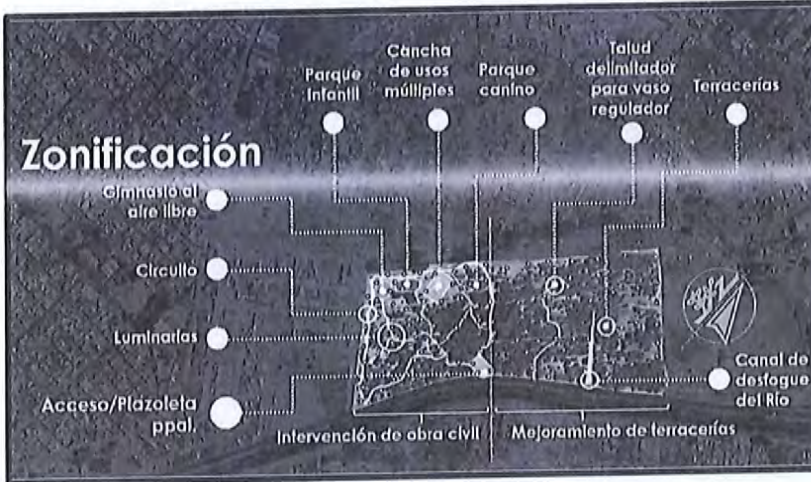 Zonificación
Parque
Infantil
Cancha
de usos
múltiples
Parque
canino
Talud
delimitador
para vaso
regulador
Terracerías
Gimnasio al
aire libre
Circuito
Luminarias
Acceso/Plazoleta
ppal.
Canal de
desfogue
del Río
Intervención de obra civil
Mejoramiento de terracerías